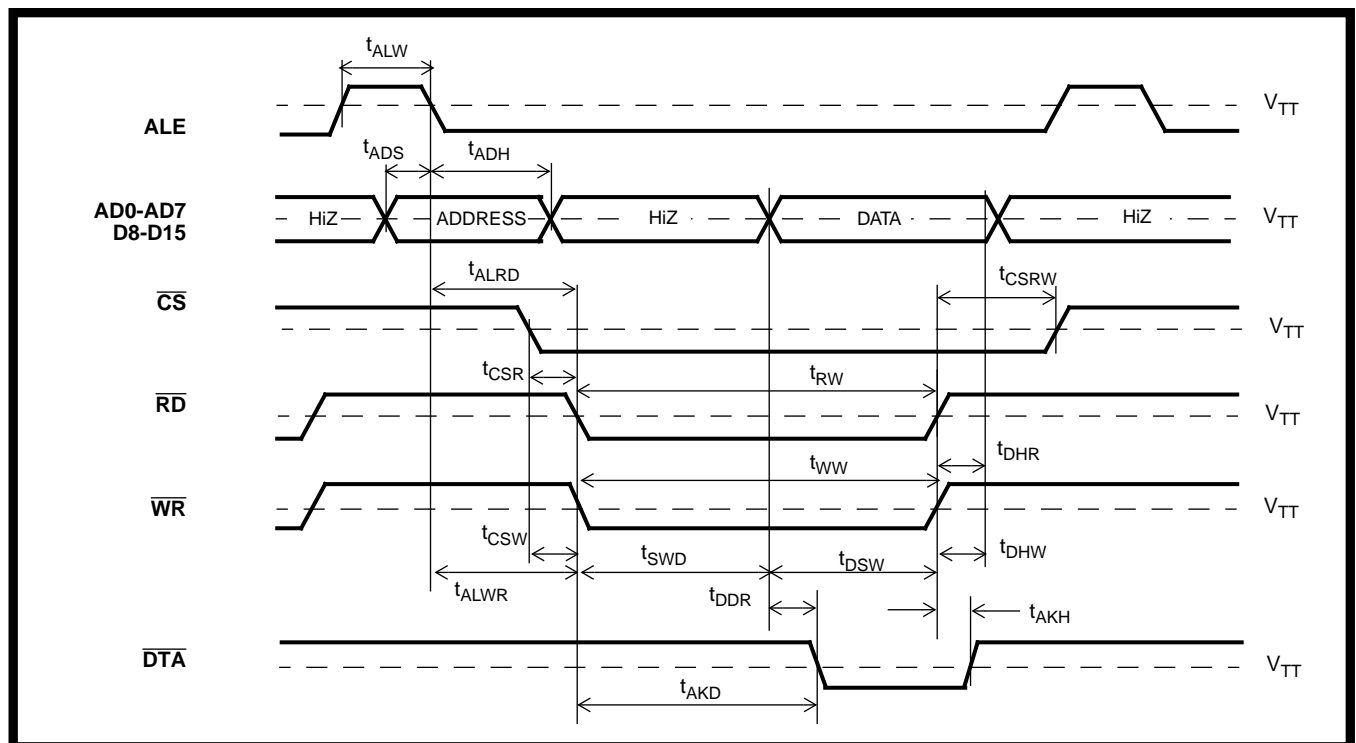 tALW
ALE
VTT
tADS
tADH
AD0-AD7
D8-D15
HiZ
ADDRESS
HiZ
DATA
HiZ
VTT
tALRD
tCSRW
CS
VTT
tCSR
tRW
RD
VTT
tWW
tDHR
WR
VTT
tCSW
tSWD
tDSW
tDHW
tALWR
tDDR
tAKH
DTA
VTT
tAKD